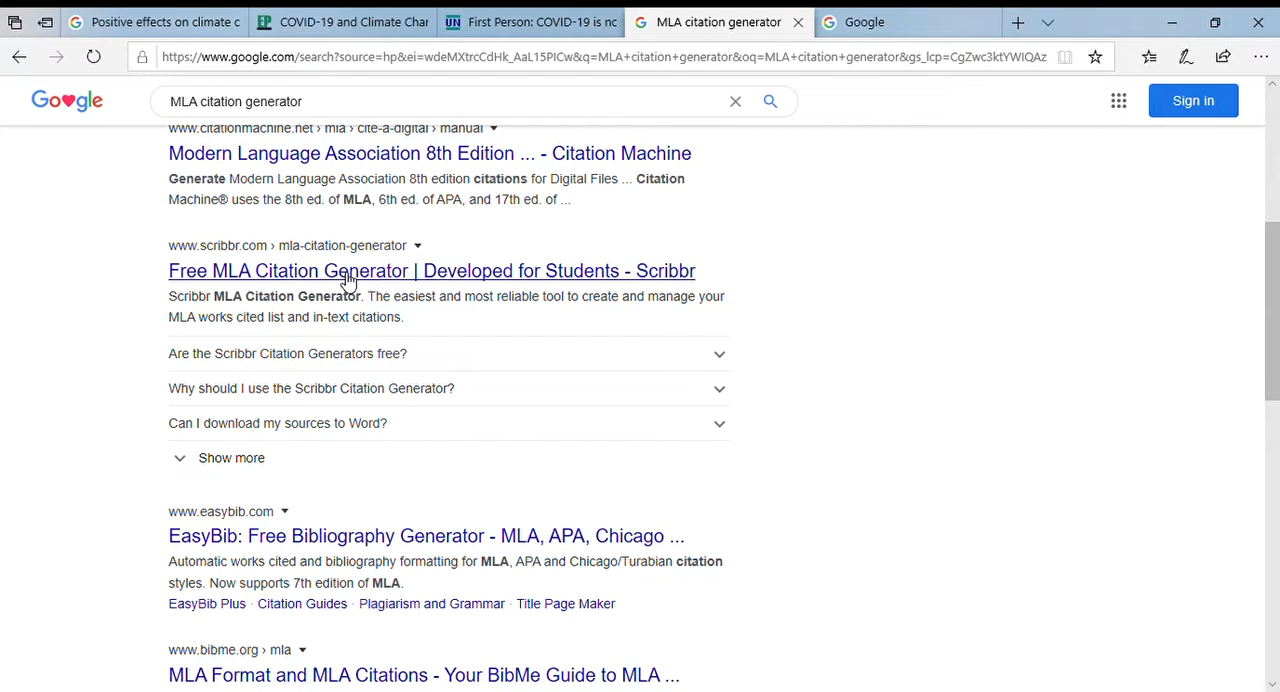 Positive effects on climate c
COVID-19 and Climate Char
First Person: COVID-19 is no
MLA citation generator
Google
https://www.google.com/search?source=hp&ei=wdeMXtrcCdHk_AaL15PICw&q=MLA+citation+generator&oq=MLA+citation+generator&gs_lcp=CgZwc3ktYWIQAz
Google
MLA citation generator
Sign in
www.citationmachine.net › mla › cite-a-digital › manual
Modern Language Association 8th Edition ... - Citation Machine
Generate Modern Language Association 8th edition citations for Digital Files ... Citation
Machine® uses the 8th ed. of MLA, 6th ed. of APA, and 17th ed. of ...
www.scribbr.com › mla-citation-generator
Free MLA Citation Generator | Developed for Students - Scribbr
Scribbr MLA Citation Generator. The easiest and most reliable tool to create and manage your
MLA works cited list and in-text citations.
Are the Scribbr Citation Generators free?
Why should I use the Scribbr Citation Generator?
Can I download my sources to Word?
Show more
www.easybib.com
EasyBib: Free Bibliography Generator - MLA, APA, Chicago ...
Automatic works cited and bibliography formatting for MLA, APA and Chicago/Turabian citation
styles. Now supports 7th edition of MLA.
EasyBib Plus · Citation Guides · Plagiarism and Grammar · Title Page Maker
www.bibme.org › mla
MLA Format and MLA Citations - Your BibMe Guide to MLA ...